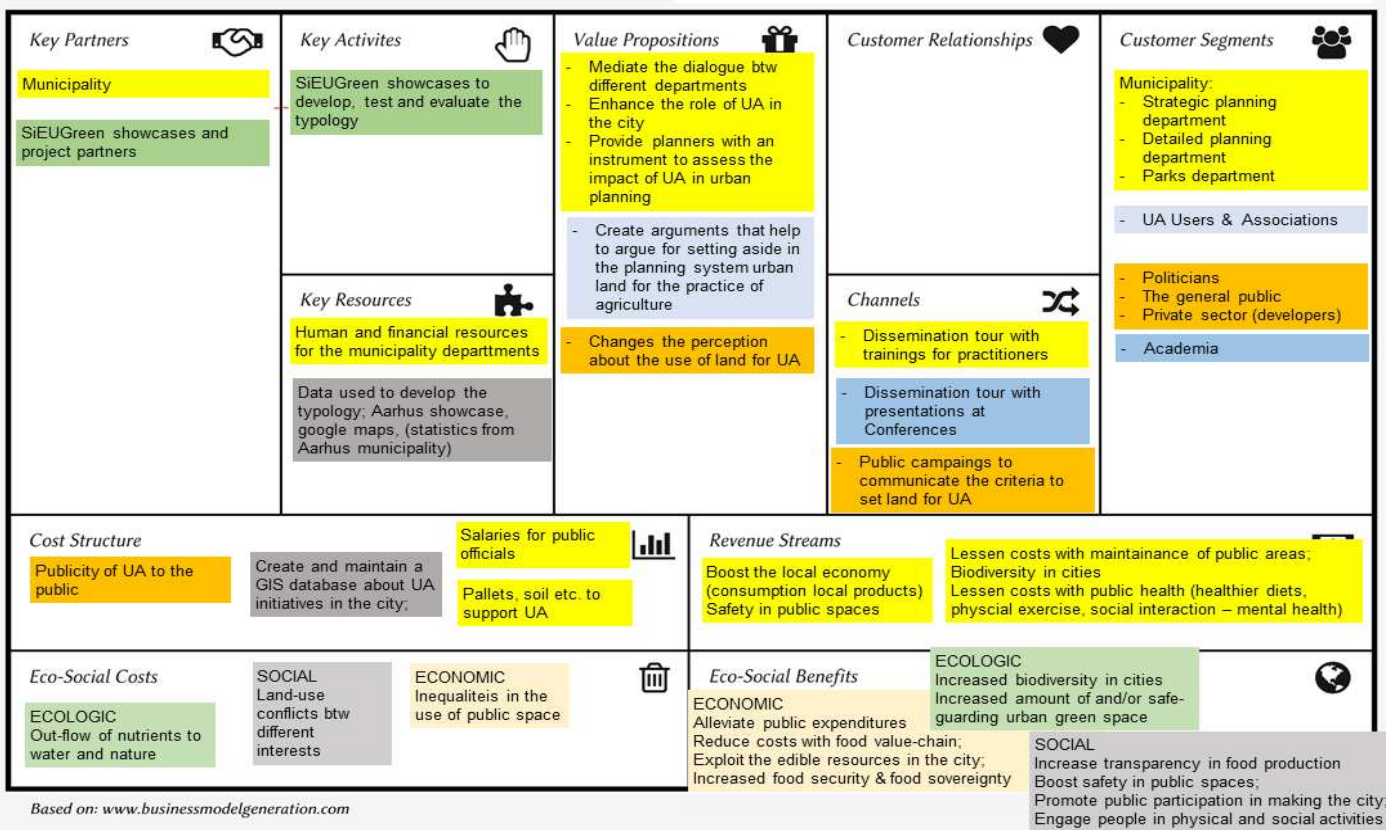 Key Partners
Municipality
SiEUGreen showcases and
project partners
Key Activites
SiEUGreen showcases to
develop, test and evaluate the
typology
Key Resources
Human and financial resources
for the municipality departtments
Data used to develop the
typology; Aarhus showcase,
google maps, (statistics from
Aarhus municipality)
Value Propositions
- Mediate the dialogue btw
different departments
- Enhance the role of UA in
the city
- Provide planners with an
instrument to assess the
impact of UA in urban
planning
- Create arguments that help
to argue for setting aside in
the planning system urban
land for the practice of
agriculture
- Changes the perception
about the use of land for UA
Customer Relationships
Channels
- Dissemination tour with
trainings for practitioners
- Dissemination tour with
presentations at
Conferences
- Public campaings to
communicate the criteria to
set land for UA
Customer Segments
Municipality:
- Strategic planning
department
- Detailed planning
department
- Parks department
- UA Users & Associations
- Politicians
- The general public
- Private sector (developers)
- Academia
Cost Structure
Publicity of UA to the
public
Create and maintain a
GIS database about UA
initiatives in the city;
Salaries for public
officials
Pallets, soil etc. to
support UA
Revenue Streams
Boost the local economy
(consumption local products)
Safety in public spaces
Lessen costs with maintainance of public areas;
Biodiversity in cities
Lessen costs with public health (healthier diets,
physcial exercise, social interaction – mental health)
Eco-Social Costs
ECOLOGIC
Out-flow of nutrients to
water and nature
SOCIAL
Land-use
conflicts btw
different
interests
ECONOMIC
Inequaliteis in the
use of public space
Eco-Social Benefits
ECONOMIC
Alleviate public expenditures
Reduce costs with food value-chain;
Exploit the edible resources in the city;
Increased food security & food sovereignty
ECOLOGIC
Increased biodiversity in cities
Increased amount of and/or safe-
guarding urban green space
SOCIAL
Increase transparency in food production
Boost safety in public spaces;
Promote public participation in making the city;
Engage people in physical and social activities
Based on: www.businessmodelgeneration.com